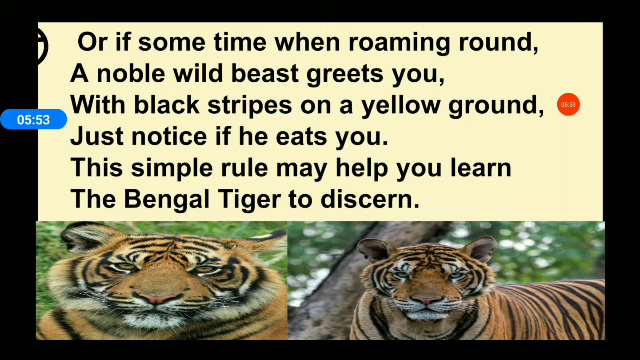 Or if some time when roaming round,
A noble wild beast greets you,
With black stripes on a yellow ground,
05:53
05:53
Just notice if he eats you.
This simple rule may help you learn
The Bengal Tiger to discern.